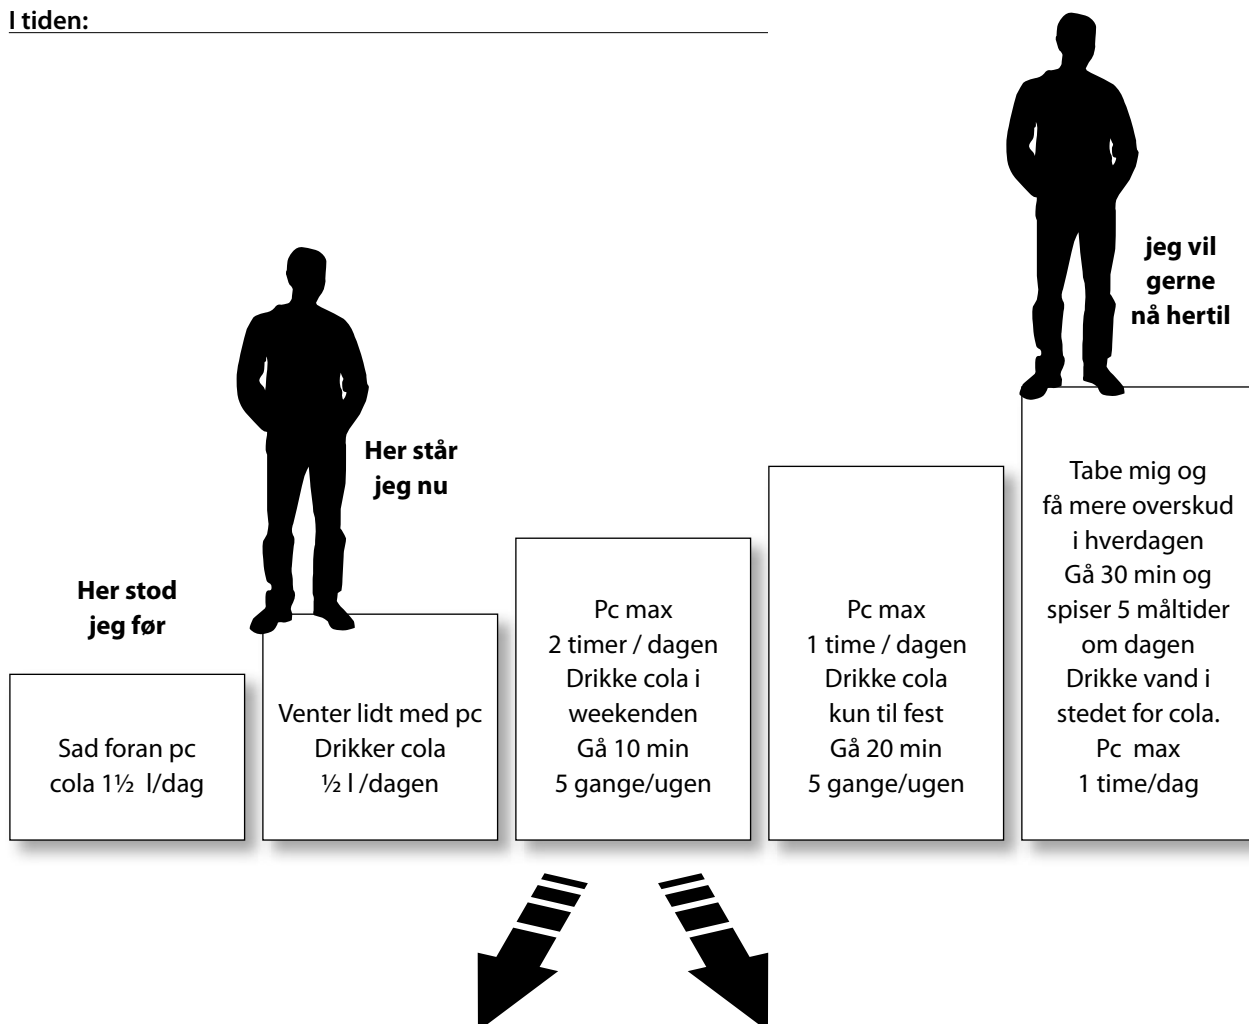 I tiden:
jeg vil
gerne
nå hertil
Her står
jeg nu
Her stod
jeg før
Sad foran pc
cola 1½ l/dag
Venter lidt med pc
Drikker cola
½ l /dagen
Pc max
2 timer / dagen
Drikke cola i
weekenden
Gå 10 min
5 gange/ugen
Pc max
1 time / dagen
Drikke cola
kun til fest
Gå 20 min
5 gange/ugen
Tabe mig og
få mere overskud
i hverdagen
Gå 30 min og
spiser 5 måltider
om dagen
Drikke vand i
stedet for cola.
Pc max
1 time/dag